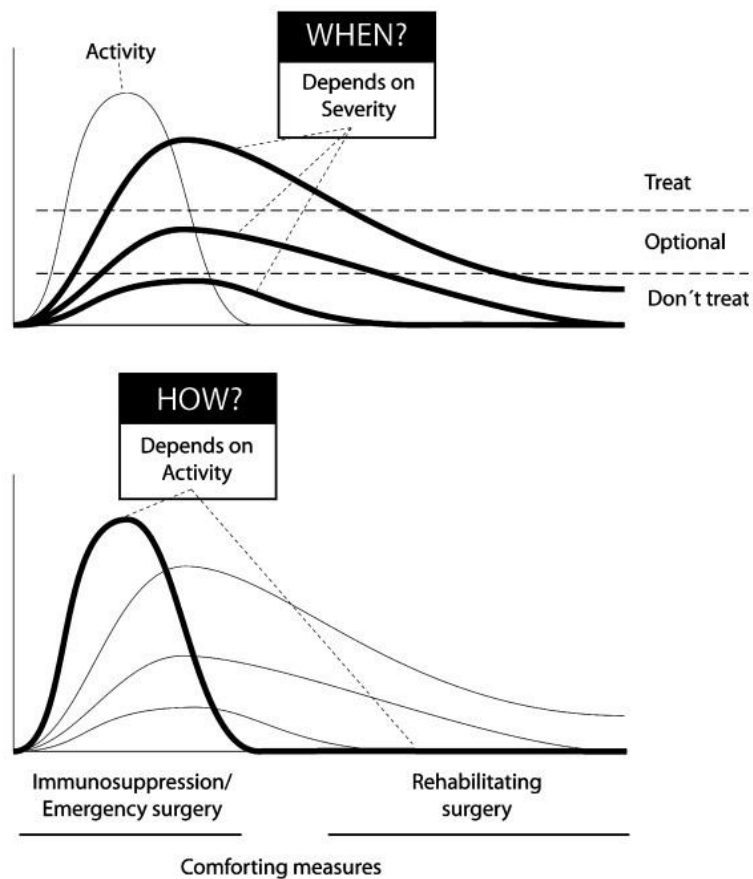 WHEN?
Activity
Depends on
Severity
Treat
Optional
Don´t treat
HOW?
Depends on
Activity
Immunosuppression/
Emergency surgery
Rehabilitating
surgery
Comforting measures